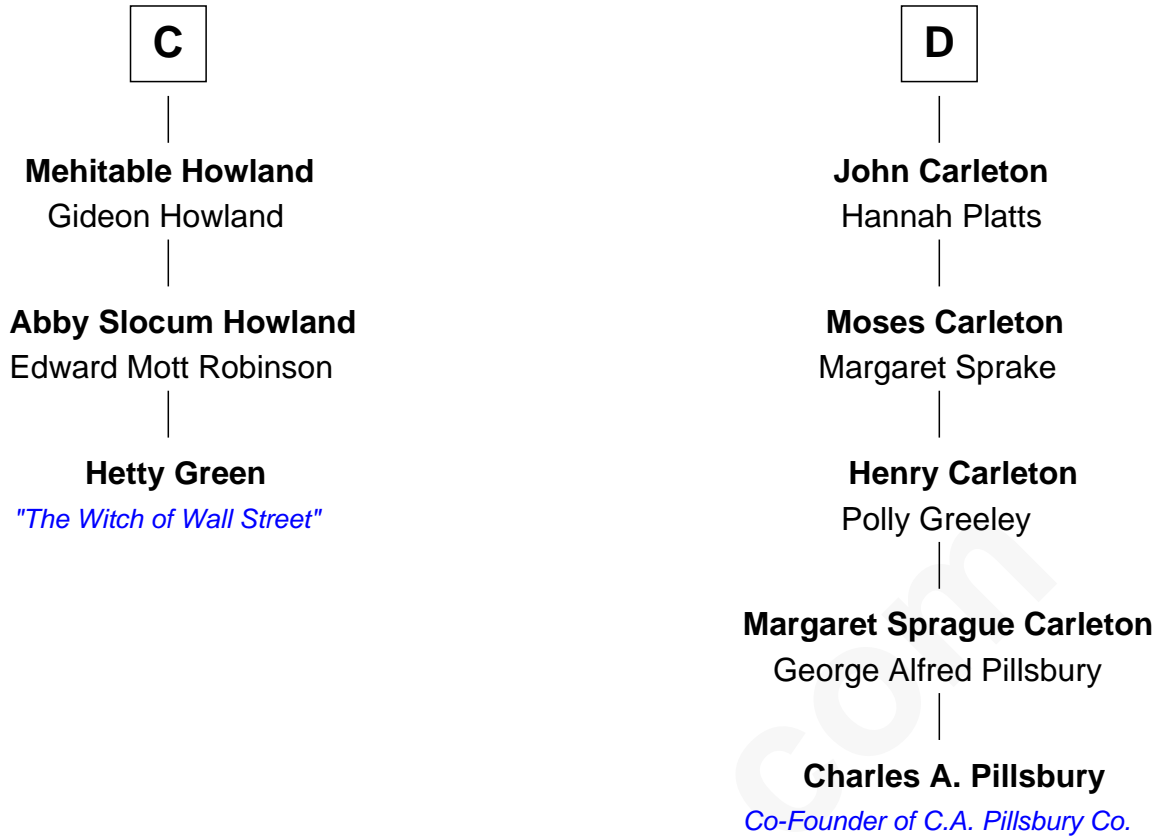 C
Mehitable Howland
Gideon Howland
Abby Slocum Howland
Edward Mott Robinson
Hetty Green
"The Witch of Wall Street"
D
John Carleton
Hannah Platts
Moses Carleton
Margaret Sprake
Henry Carleton
Polly Greeley
Margaret Sprague Carleton
George Alfred Pillsbury
Charles A. Pillsbury
Co-Founder of C.A. Pillsbury Co.
com